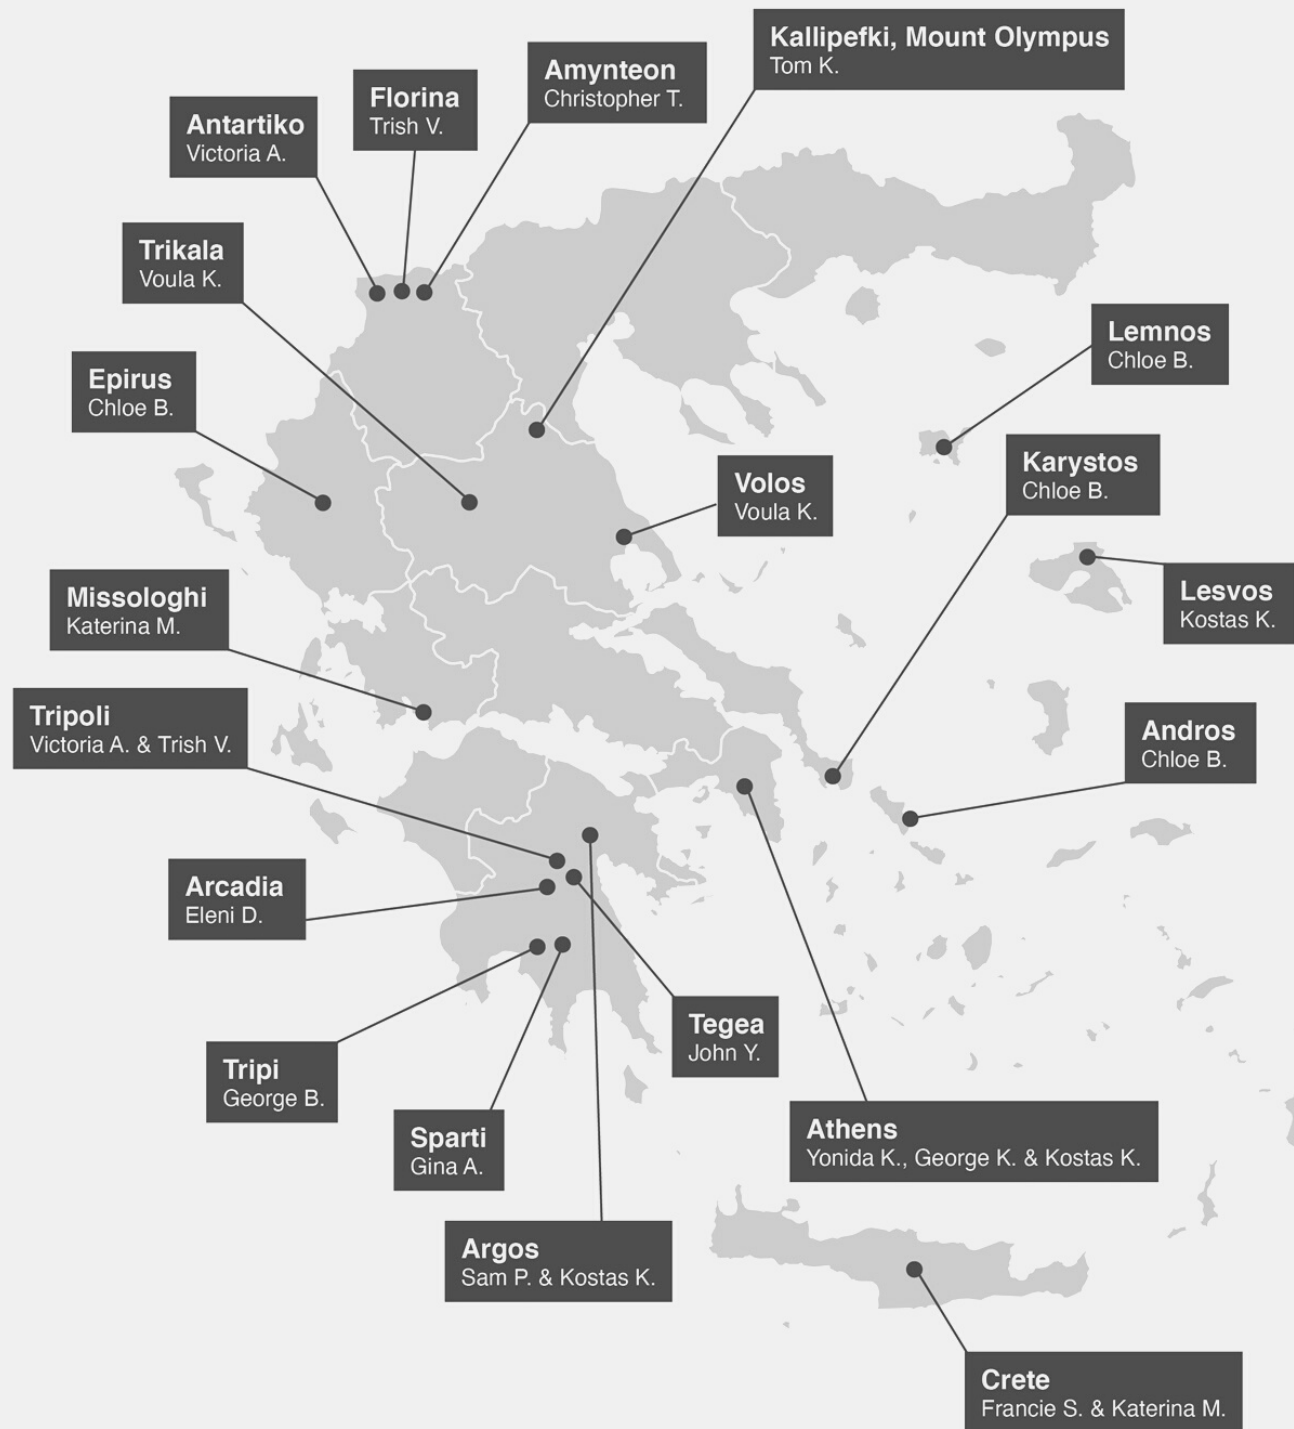 Kallipefki, Mount Olympus
Tom K.
Amynteon
Christopher T.
Florina
Trish V.
Antartiko
Victoria A.
Trikala
Voula K.
Lemnos
Chloe B.
Epirus
Chloe B.
Karystos
Chloe B.
Volos
Voula K.
Lesvos
Kostas K.
Missologhi
Katerina M.
Tripoli
Victoria A. & Trish V.
Andros
Chloe B.
Arcadia
Eleni D.
Tegea
John Y.
Tripi
George B.
Athens
Yonida K., George K. & Kostas K.
Sparti
Gina A.
Argos
Sam P. & Kostas K.
Crete
Francie S. & Katerina M.